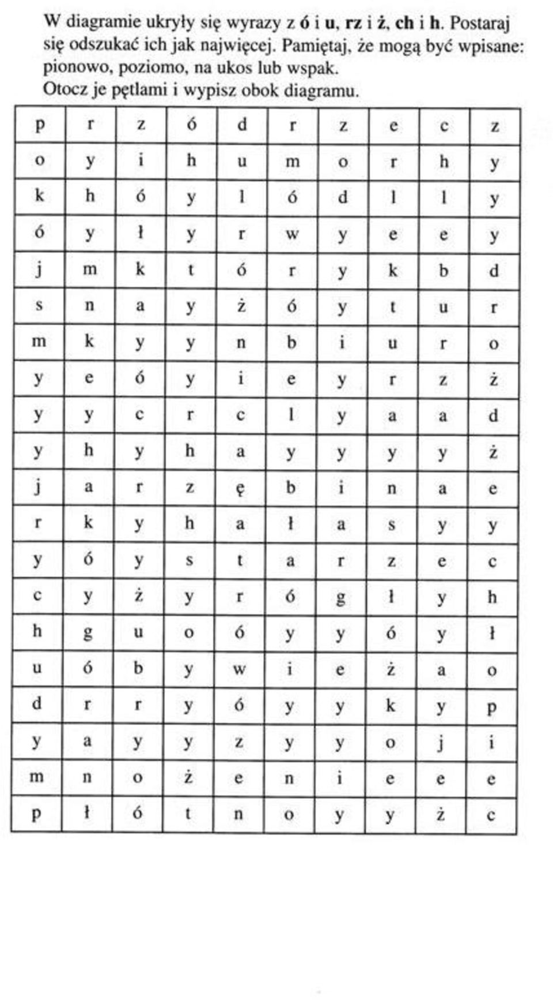 W diagramie ukryły się wyrazy z ó i u, rz i ż, ch i h. Postaraj
się odszukać ich jak najwięcej. Pamiętaj, że mogą być wpisane:
pionowo, poziomo, na ukos lub wspak.
Otocz je pętlami i wypisz obok diagramu.
p r z ó d r z e c z
o y i h u m o r h y
k h ó y l ó d l l y
ó y ł y r w y e e y
j m k t ó r y k b d
s n a y ż ó y t u r
m k y y n b i u r o
y e ó y i e y r z ż
y y c r c l y a a d
y h y h a y y y y ż
j a r z ę b i n a e
r k y h a ł a s y y
y ó y s t a r z e c
c y ż y r ó g ł y h
h g u o ó y y ó y ł
u ó b y w i e ż a o
d r r y ó y y k y p
y a y y z y y o j i
m n o ż e n i e e e
p ł ó t n o y y ż c